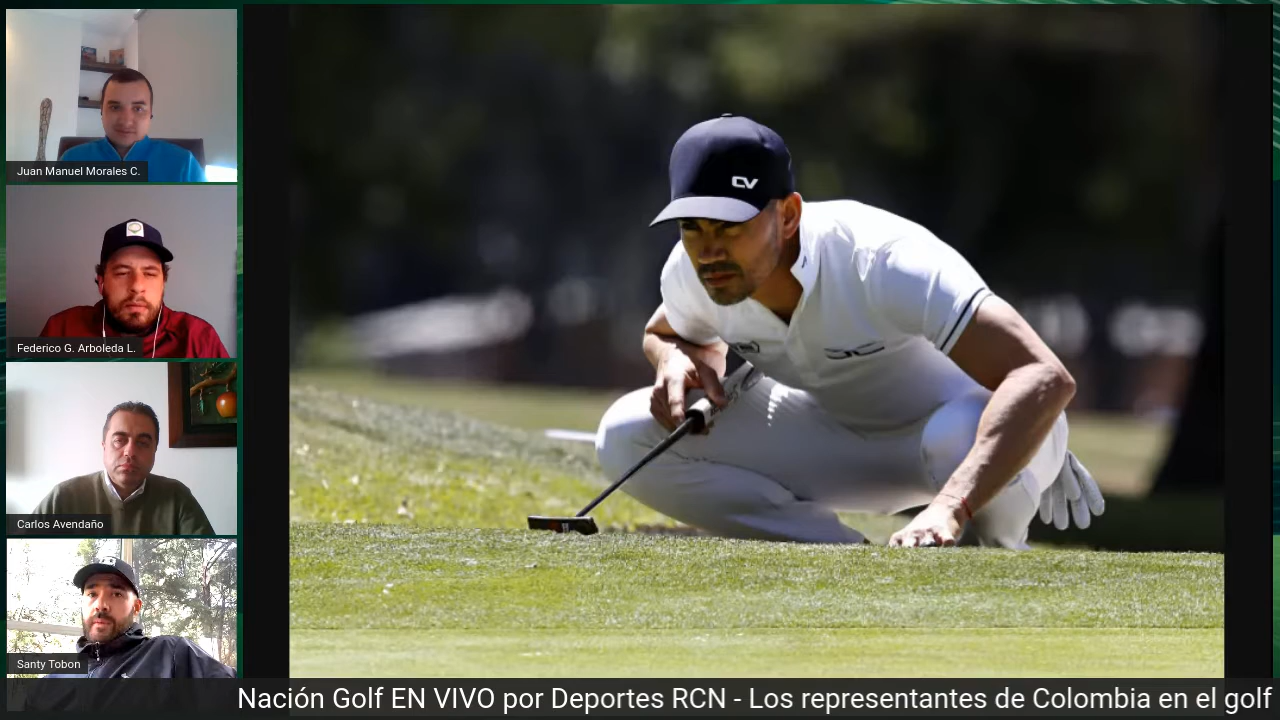 Juan Manuel Morales C.
Federico G. Arboleda L.
Carlos Avendaño
Santy Tobon
CV
Nación Golf EN VIVO por Deportes RCN - Los representantes de Colombia en el golf